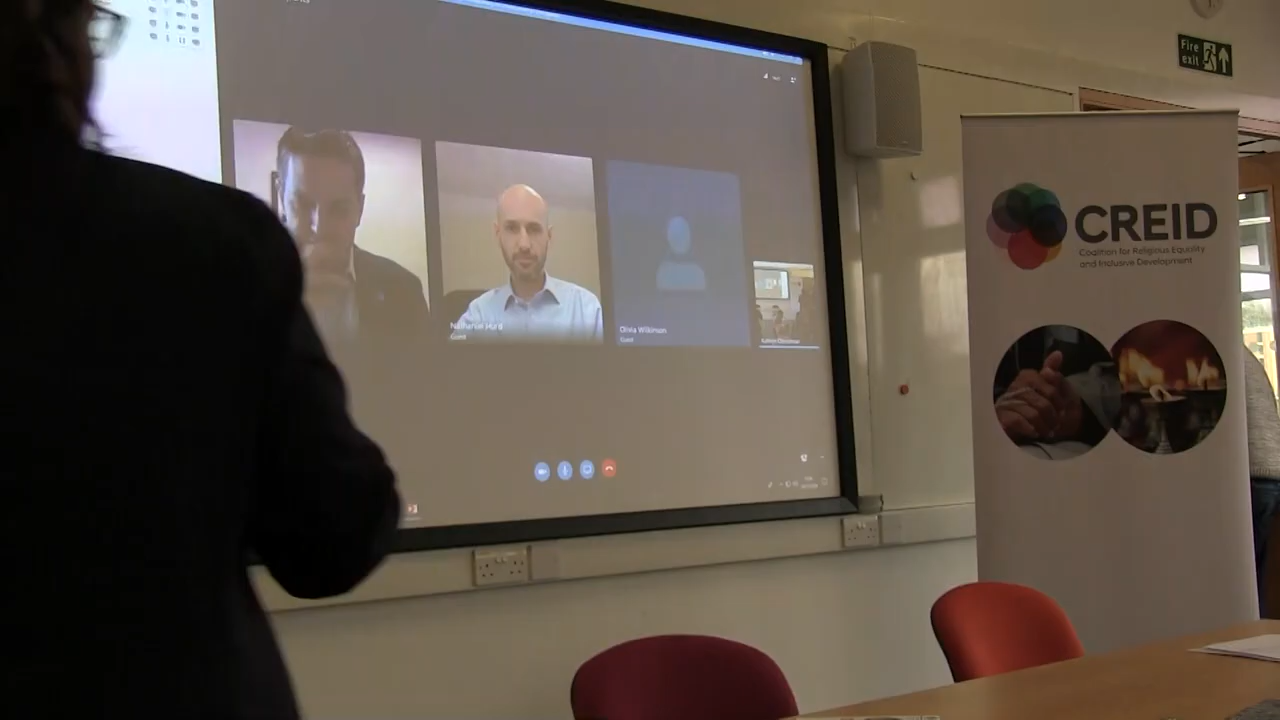 Fire
exit
CREID
Coalition for Religious Equality
and Inclusive Development
Nathaniel Hurd
Guest
Olivia Wilkinson
Guest